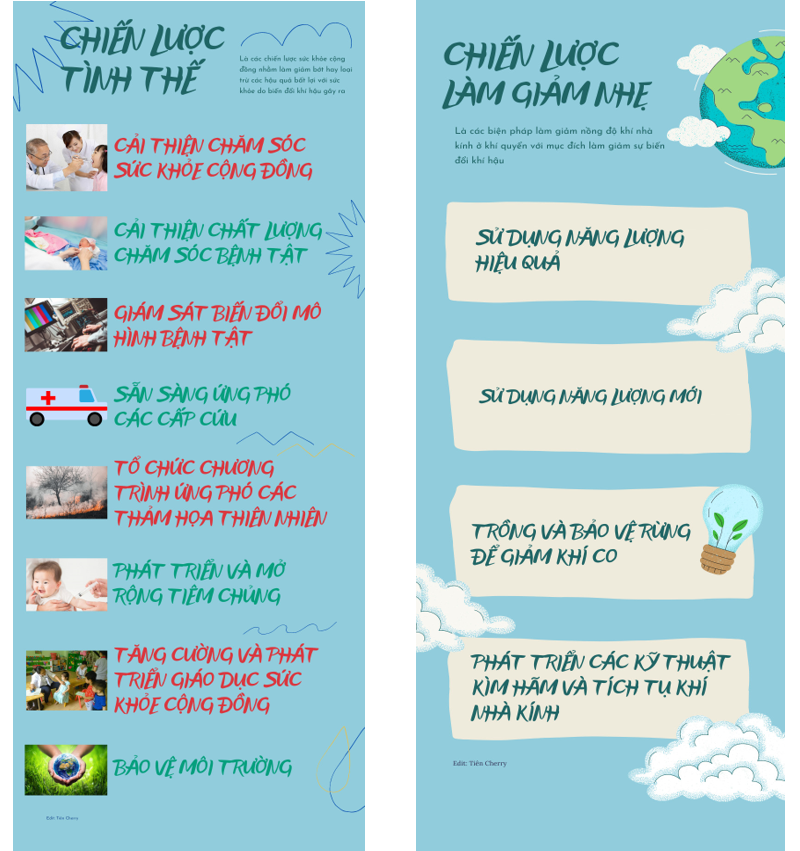 CHIẾN LƯỢC
TÌNH THẾ
Là các chiến lược sức khỏe cộng
đồng nhằm làm giảm bớt hay loại
trừ các hậu quả bất lợi với sức
khỏe do biến đổi khí hậu gây ra
CẢI THIỆN CHĂM SÓC
SỨC KHỎE CỘNG ĐỒNG
CẢI THIỆN CHẤT LƯỢNG
CHĂM SÓC BỆNH TẬT
GIÁM SÁT BIẾN ĐỔI MÔ
HÌNH BỆNH TẬT
SẴN SÀNG ỨNG PHÓ
CÁC CẤP CỨU
TỔ CHỨC CHƯƠNG
TRÌNH ỨNG PHÓ CÁC
THẢM HỌA THIÊN NHIÊN
PHÁT TRIỂN VÀ MỞ
RỘNG TIÊM CHỦNG
TĂNG CƯỜNG VÀ PHÁT
TRIỂN GIÁO DỤC SỨC
KHỎE CỘNG ĐỒNG
BẢO VỆ MÔI TRƯỜNG
Edit: Tiên Cherry
CHIẾN LƯỢC
LÀM GIẢM NHẸ
Là các biện pháp làm giảm nồng độ khí nhà
kính ở khí quyển với mục đích làm giảm sự biến
đổi khí hậu
SỬ DỤNG NĂNG LƯỢNG
HIỆU QUẢ
SỬ DỤNG NĂNG LƯỢNG MỚI
TRỒNG VÀ BẢO VỆ RỪNG
ĐỂ GIẢM KHÍ CO
PHÁT TRIỂN CÁC KỸ THUẬT
KÌM HÃM VÀ TÍCH TỤ KHÍ
NHÀ KÍNH
Edit: Tiên Cherry